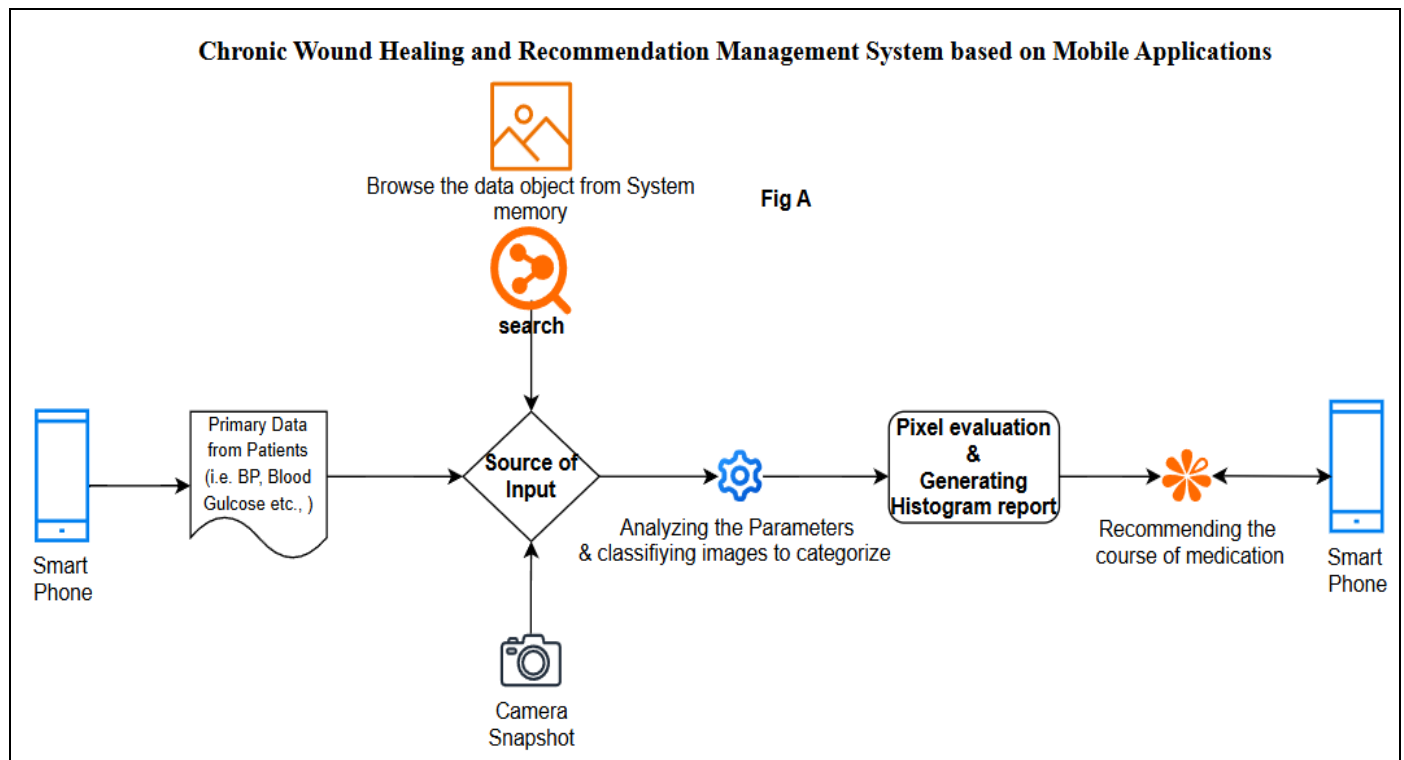 Chronic Wound Healing and Recommendation Management System based on Mobile Applications
Browse the data object from System
memory
Fig A
search
Primary Data
from Patients
(i.e. BP, Blood
Gulcose etc., )
Source of
Input
Pixel evaluation
&
Generating
Histogram report
Analyzing the Parameters
& classifiying images to categorize
Recommending the
course of medication
Smart
Phone
Smart
Phone
Camera
Snapshot